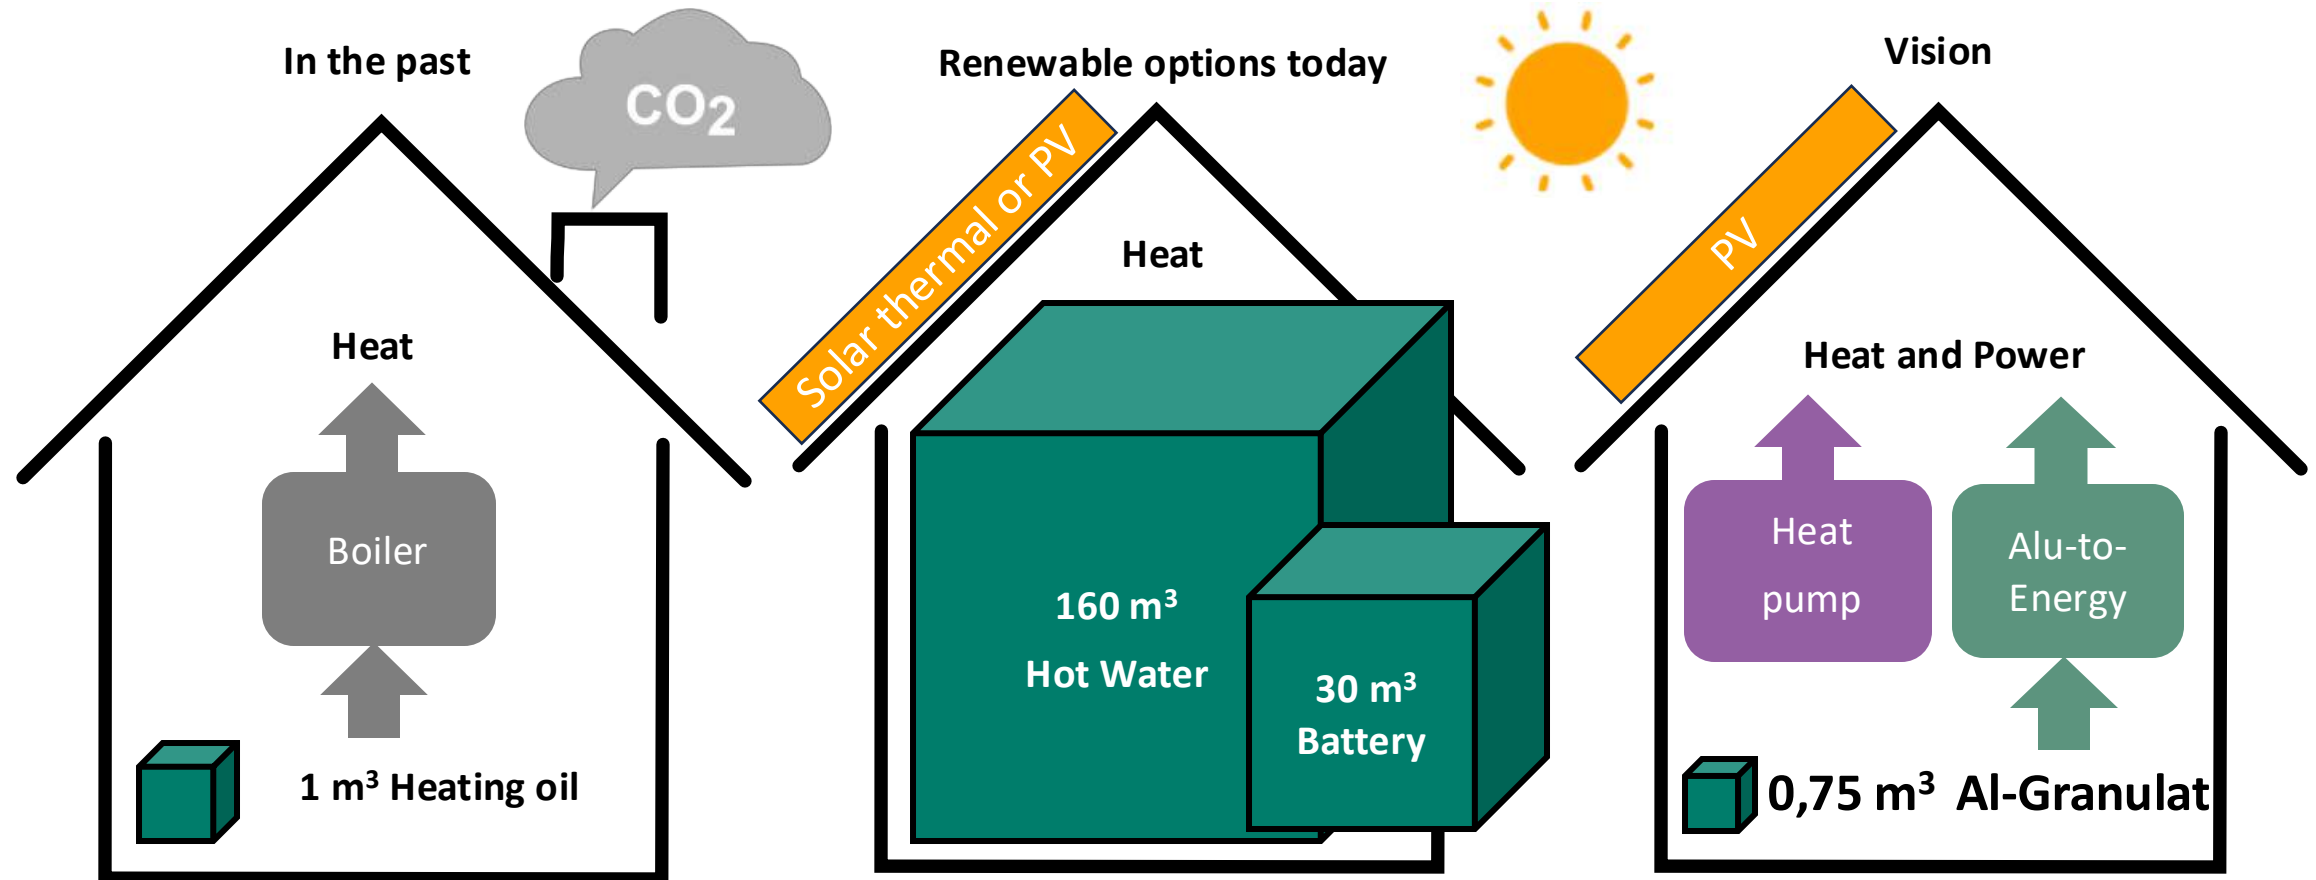 In the past
CO2
Heat
Boiler
1 m³ Heating oil
Renewable options today
Solar thermal or PV
Heat
160 m³
Hot Water
30 m³
Battery
Vision
PV
Heat and Power
Heat
pump
Alu-to-
Energy
0,75 m³ Al-Granulat